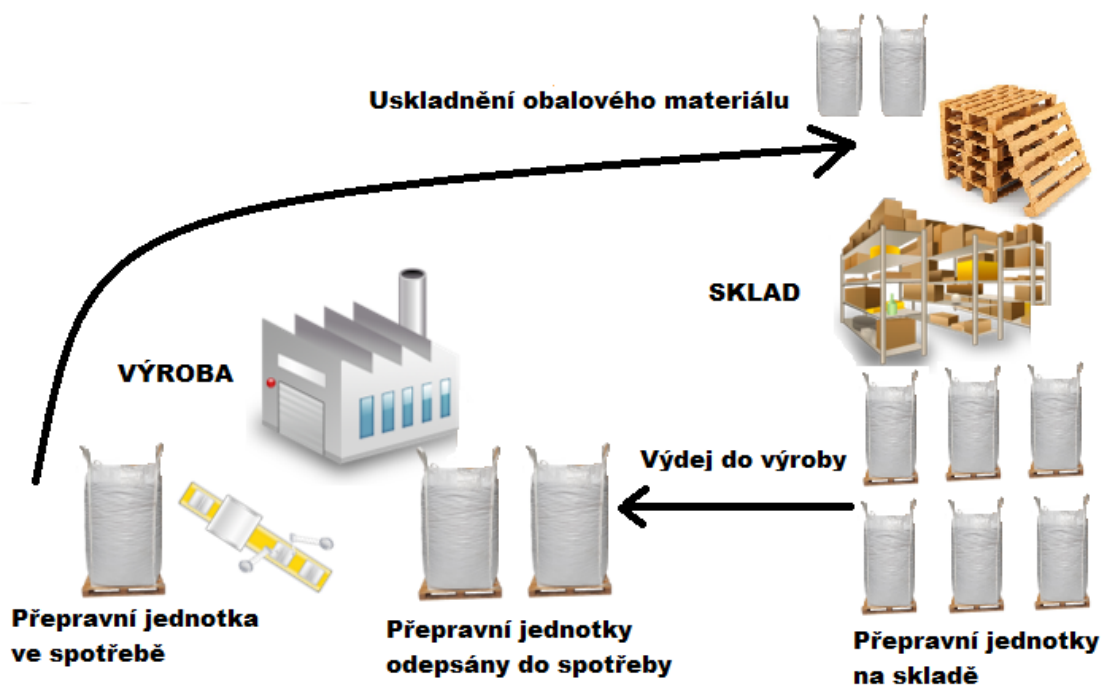 Uskladnění obalového materiálu
SKLAD
VÝROBA
Výdej do výroby
Přepravní jednotka
ve spotřebě
Přepravní jednotky
odepsány do spotřeby
Přepravní jednotky
na skladě